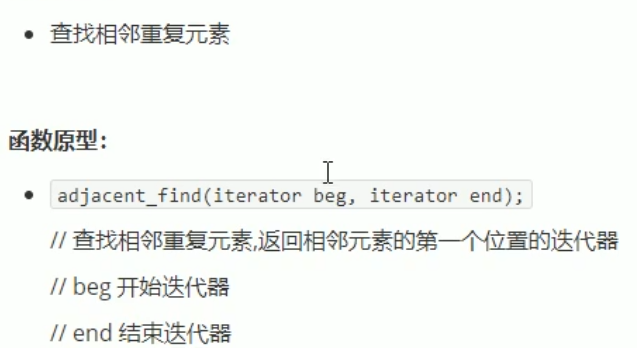 查找相邻重复元素
函数原型：
adjacent_find(iterator beg, iterator end);
// 查找相邻重复元素,返回相邻元素的第一个位置的迭代器
// beg 开始迭代器
// end 结束迭代器